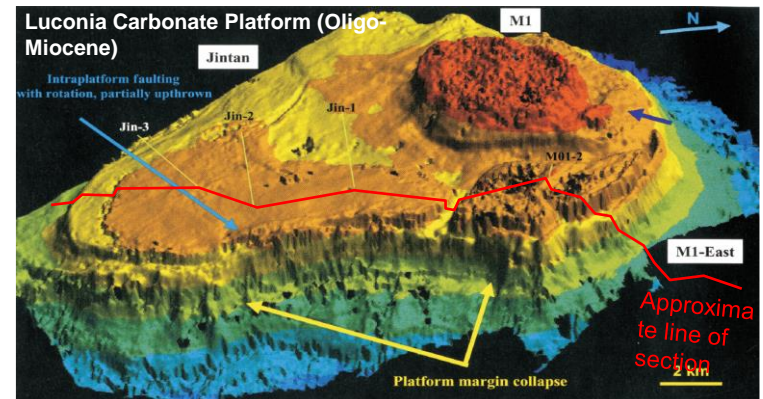 Luconia Carbonate Platform (Oligo-
Miocene)
M1
N
Jintan
Intraplatform faulting
with rotation, partially upthrown
Jin-3
Jin-2
Jin-1
M01-2
M1-East
Approxima
te line of
section
2 km
Platform margin collapse